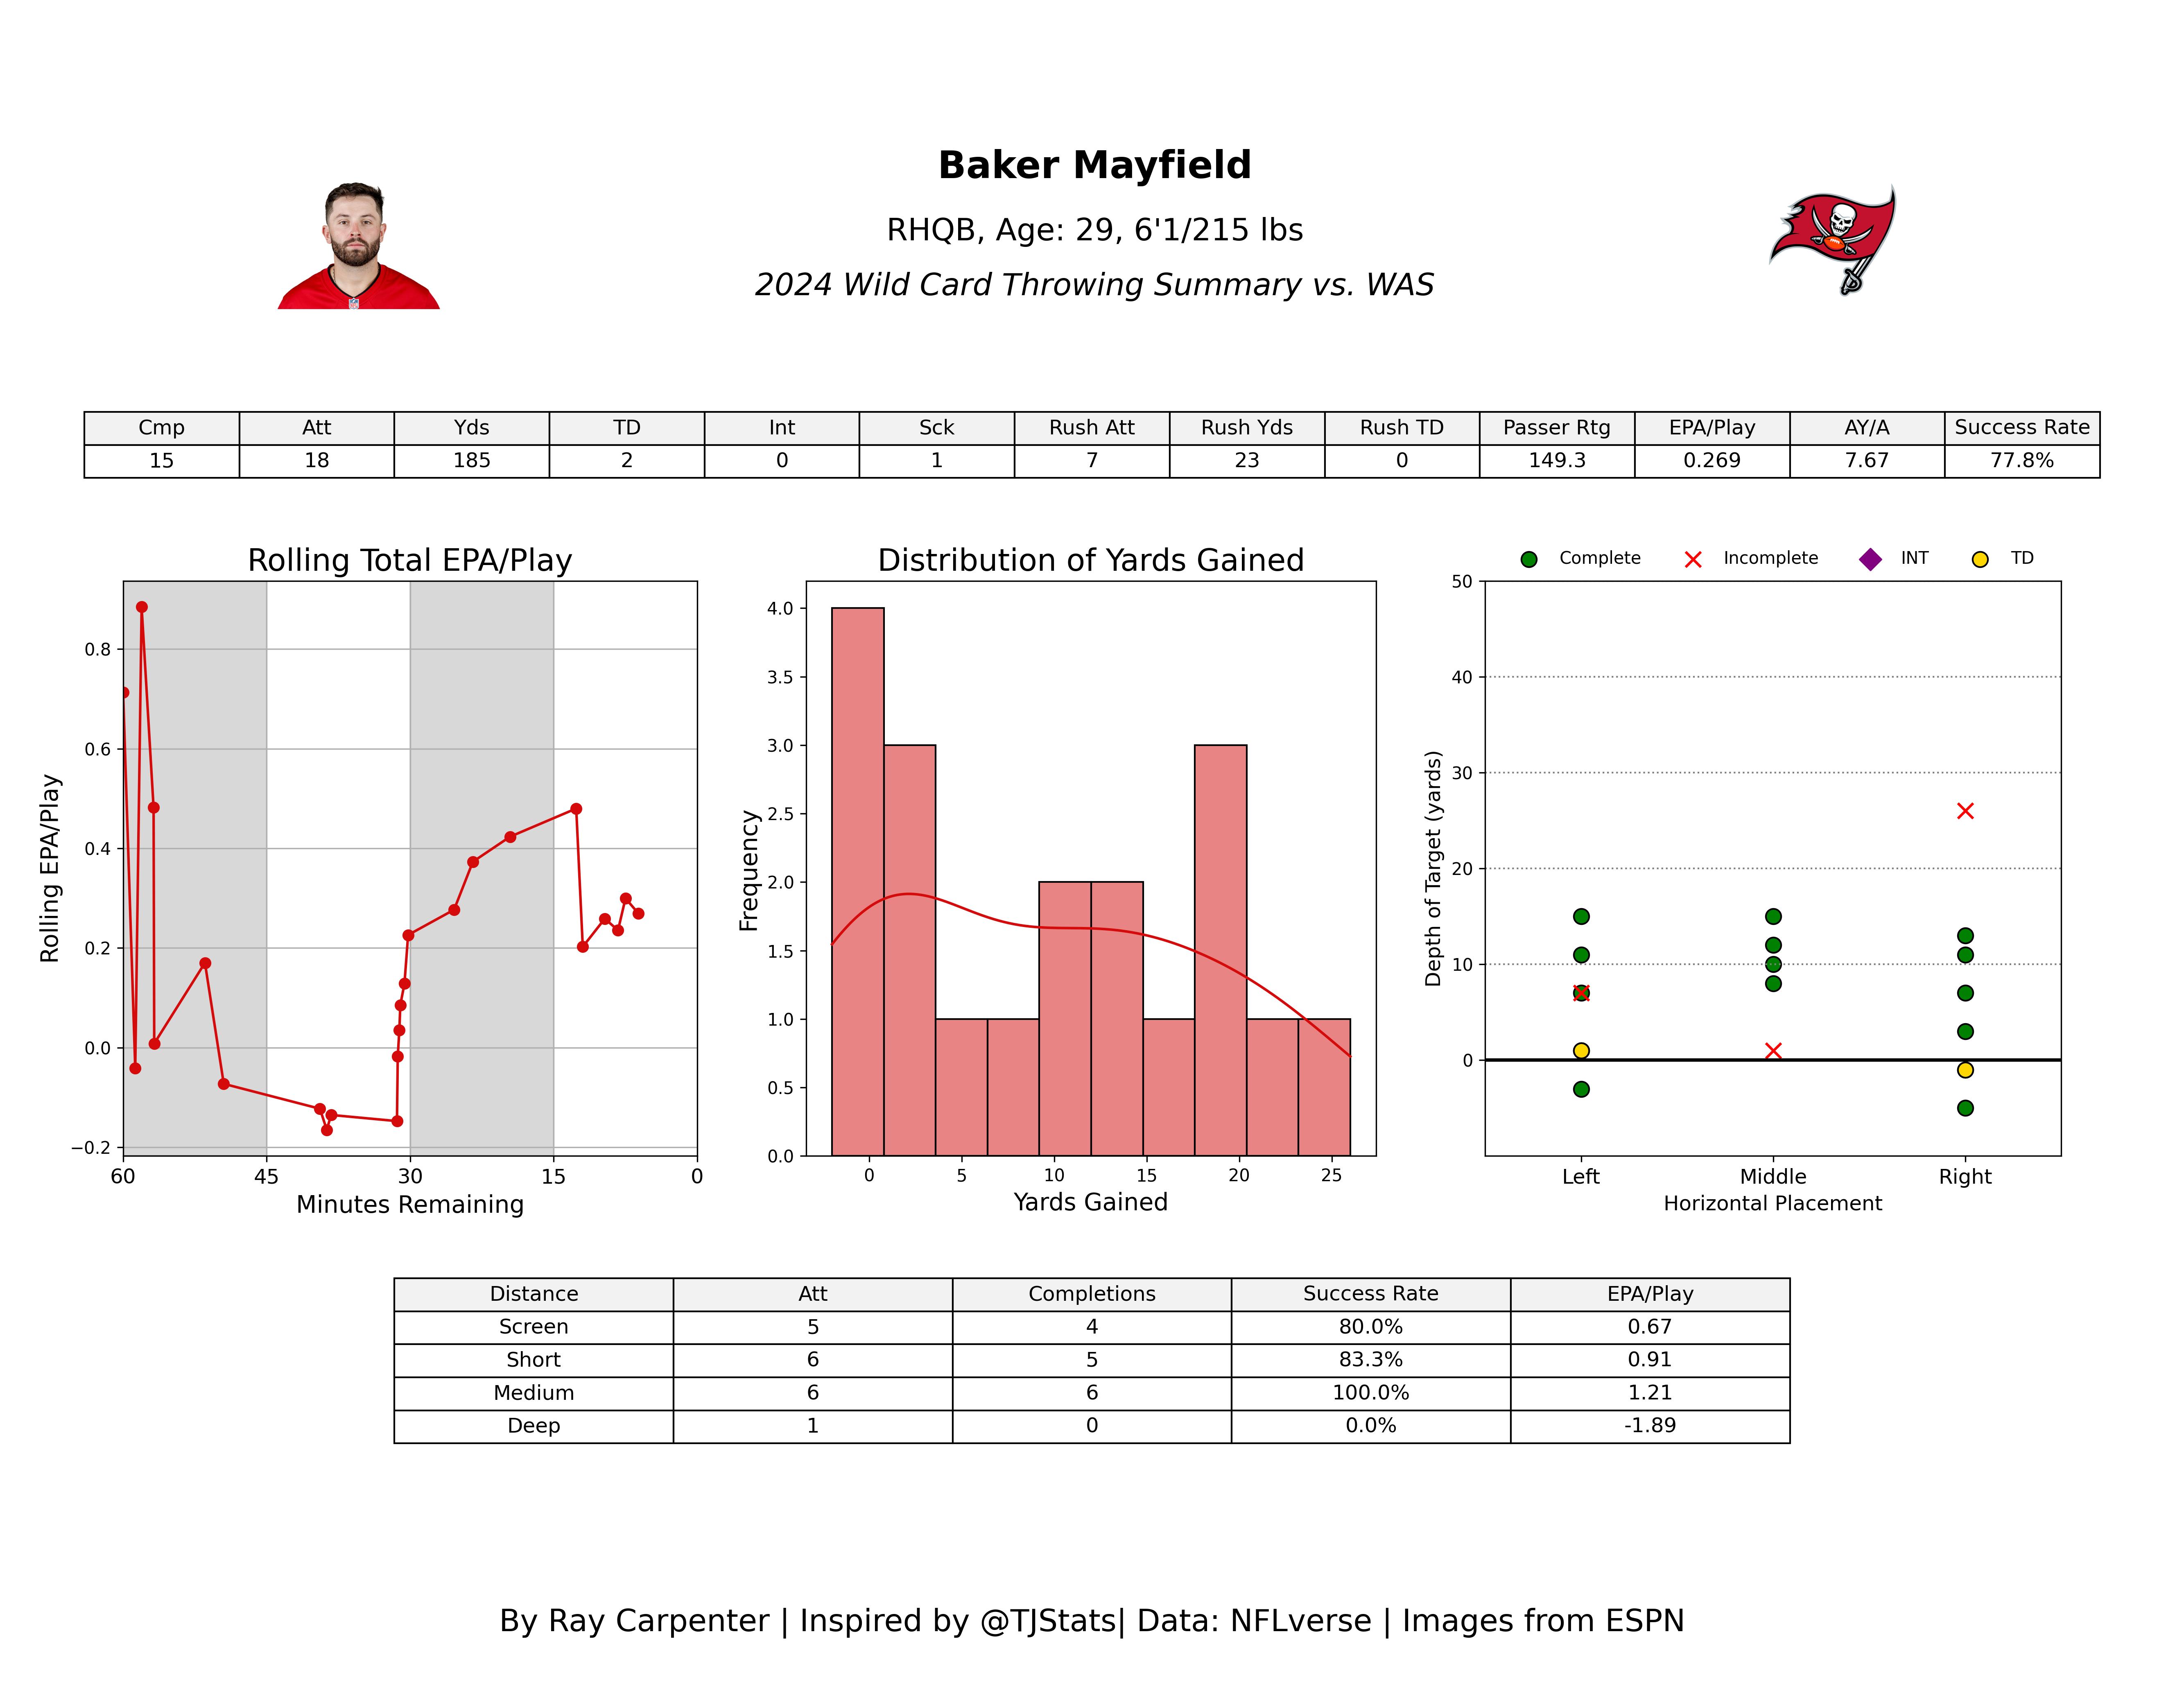 Baker Mayfield
RHQB, Age: 29, 6'1/215 lbs
2024 Wild Card Throwing Summary vs. WAS
Cmp Att Yds TD Int Sck Rush Att Rush Yds Rush TD Passer Rtg EPA/Play AY/A Success Rate
15 18 185 2 0 1 7 23 0 149.3 0.269 7.67 77.8%
Rolling Total EPA/Play
0.8
0.6
0.4
0.2
0.0
−0.2
60 45 30 15 0
Rolling EPA/Play
Minutes Remaining
Distribution of Yards Gained
4.0
3.5
3.0
2.5
2.0
1.5
1.0
0.5
0.0
0 5 10 15 20 25
Frequency
Yards Gained
Complete Incomplete INT TD
50
40
30
20
10
0
Left Middle Right
Depth of Target (yards)
Horizontal Placement
Distance Att Completions Success Rate EPA/Play
Screen 5 4 80.0% 0.67
Short 6 5 83.3% 0.91
Medium 6 6 100.0% 1.21
Deep 1 0 0.0% -1.89
By Ray Carpenter | Inspired by @TJStats| Data: NFLverse | Images from ESPN